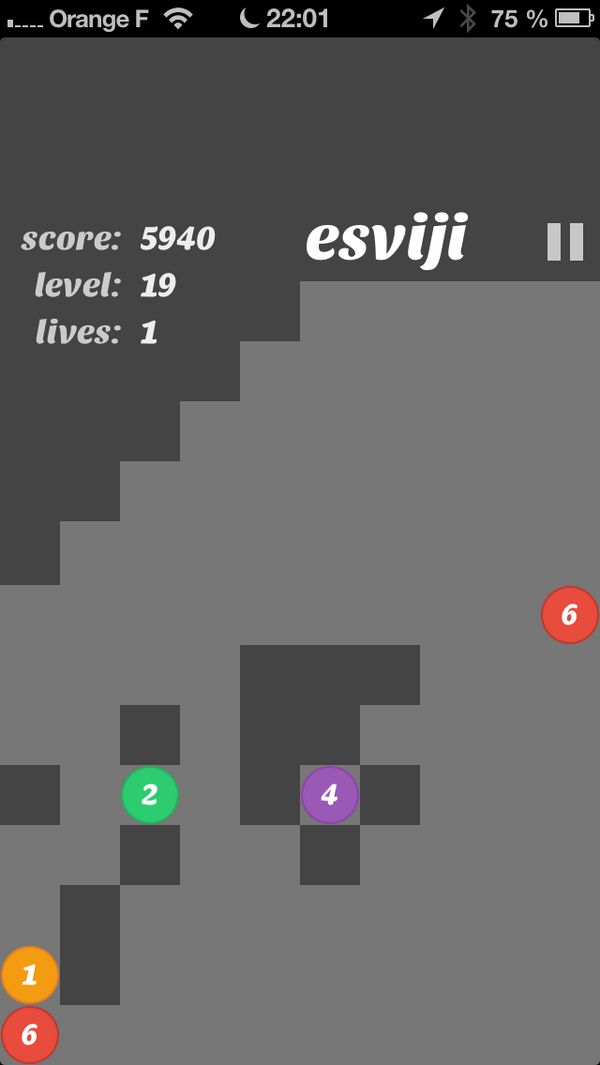 Orange F 22:01 75 %
esviji
score: 5940
level: 19
lives: 1
6
2 4
1
6